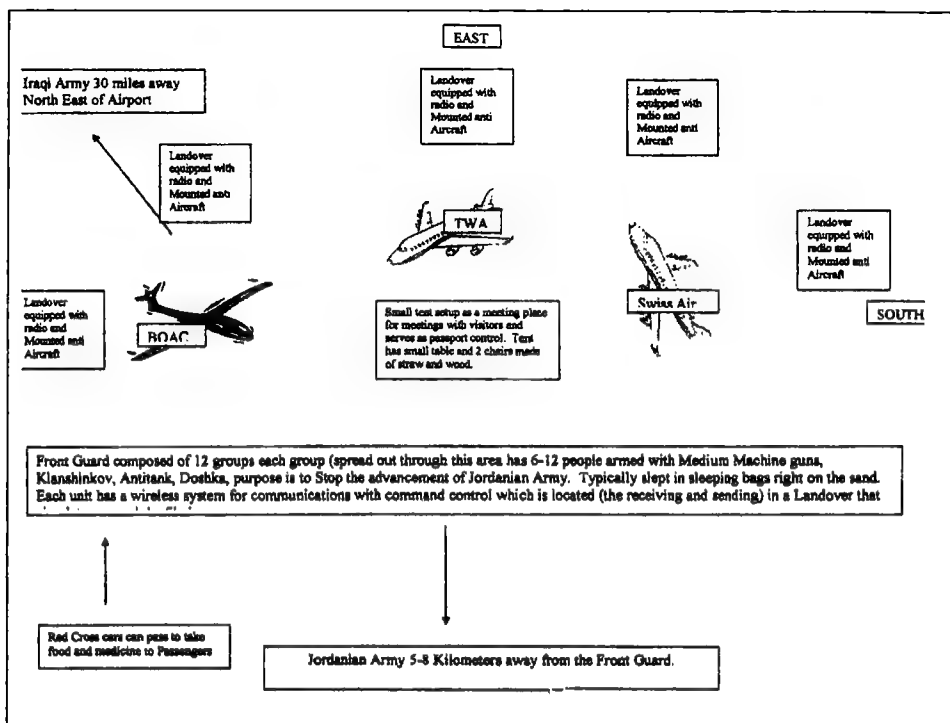 EAST
Iraqi Army 30 miles away
North East of Airport
Landover
equipped with
radio and
Mounted anti
Aircraft
Landover
equipped with
radio and
Mounted anti
Aircraft
Landover
equipped with
radio and
Mounted anti
Aircraft
TWA
Landover
equipped with
radio and
Mounted anti
Aircraft
SOUTH
Landover
equipped with
radio and
Mounted anti
Aircraft
BOAC
Small tent setup as a meeting place
for meetings with visitors and
serves as passport control. Tent
has small table and 2 chairs made
of straw and wood.
Swiss Air
Front Guard composed of 12 groups each group (spread out through this area has 6-12 people armed with Medium Machine guns,
Klanshinkov, Antitank, Doshka, purpose is to Stop the advancement of Jordanian Army. Typically slept in sleeping bags right on the sand.
Each unit has a wireless system for communications with command control which is located (the receiving and sending) in a Landover that
Red Cross cars can pass to take
food and medicine to Passengers
Jordanian Army 5-8 Kilometers away from the Front Guard.